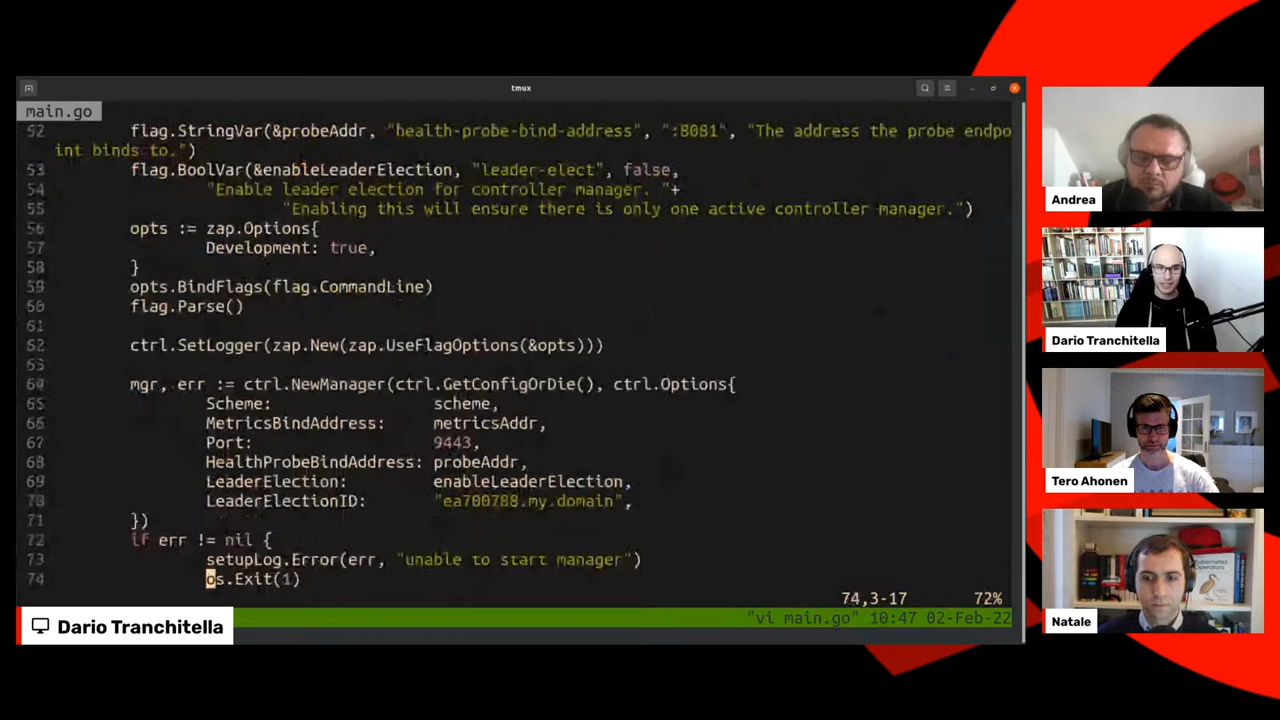 tmux
main.go
52 flag.StringVar(&probeAddr, "health-probe-bind-address", ":8081", "The address the probe endpo
int binds to.")
53 flag.BoolVar(&enableLeaderElection, "leader-elect", false,
54 "Enable leader election for controller manager. "+
55 "Enabling this will ensure there is only one active controller manager.")
56 opts := zap.Options{
57 Development: true,
58 }
59 opts.BindFlags(flag.CommandLine)
60 flag.Parse()
61
62 ctrl.SetLogger(zap.New(zap.UseFlagOptions(&opts)))
63
64 mgr, err := ctrl.NewManager(ctrl.GetConfigOrDie(), ctrl.Options{
65 Scheme: scheme,
66 MetricsBindAddress: metricsAddr,
67 Port: 9443,
68 HealthProbeBindAddress: probeAddr,
69 LeaderElection: enableLeaderElection,
70 LeaderElectionID: "ea700788.my.domain",
71 })
72 if err != nil {
73 setupLog.Error(err, "unable to start manager")
74 os.Exit(1)
74,3-17 72%
"vi main.go" 10:47 02-Feb-22
Dario Tranchitella
Andrea
Dario Tranchitella
Tero Ahonen
Kubernetes
Operators
Natale